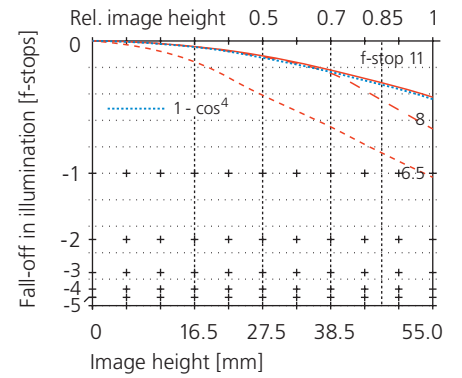 Rel. image height 0.5 0.7 0.85 1
0
f-stop 11
1 - cos⁴
8
6.5
-1
-2
-3
-4
-5
Fall-off in illumination [f-stops]
0 16.5 27.5 38.5 55.0
Image height [mm]